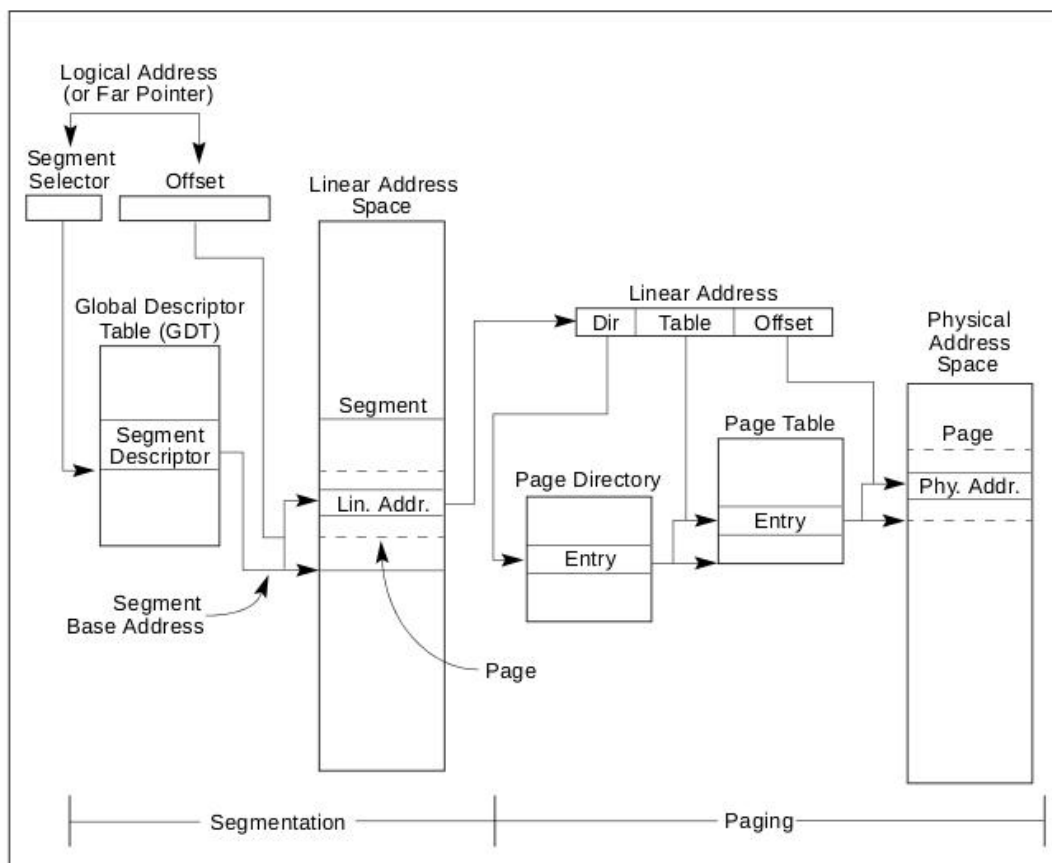 Logical Address
(or Far Pointer)
Segment
Selector
Offset
Linear Address
Space
Global Descriptor
Table (GDT)
Segment
Descriptor
Segment
Lin. Addr.
Segment
Base Address
Page
Linear Address
Dir
Table
Offset
Page Directory
Entry
Page Table
Entry
Physical
Address
Space
Page
Phy. Addr.
Segmentation
Paging